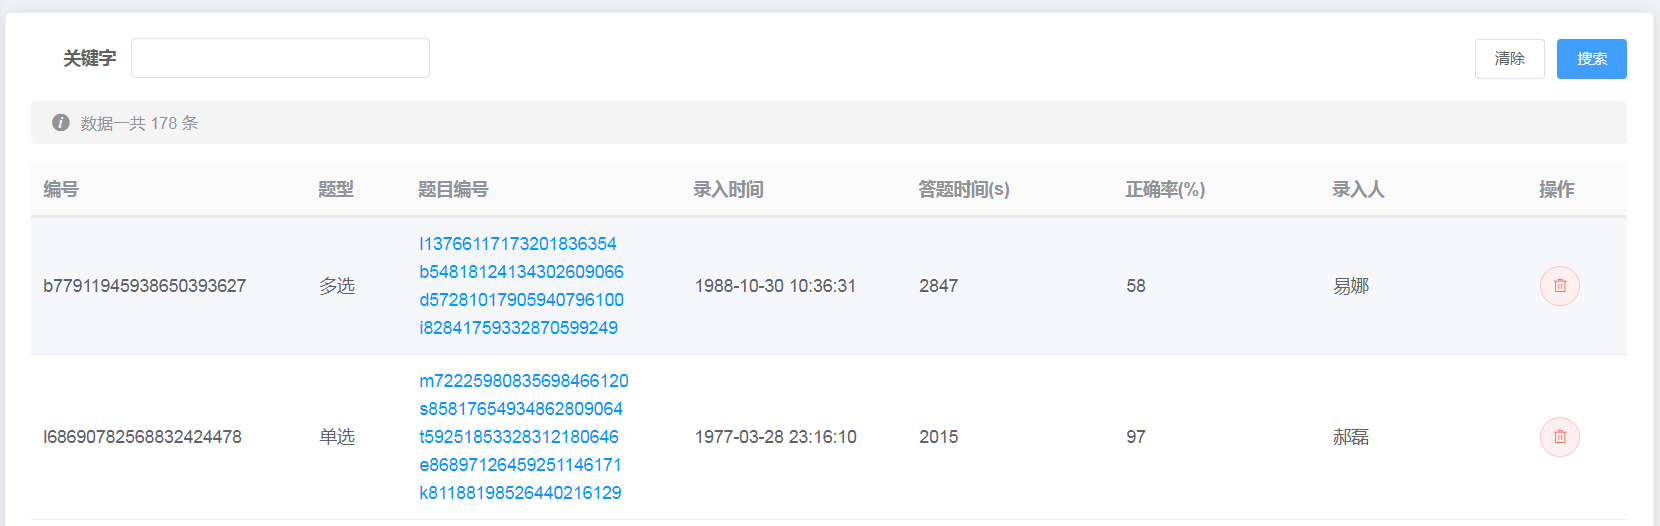 关键字
清除 搜索
数据一共 178 条
编号 题型 题目编号 录入时间 答题时间(s) 正确率(%) 录入人 操作
l13766117173201836354
b54818124134302609066
b77911945938650393627 多选 1988-10-30 10:36:31 2847 58 易娜
d57281017905940796100
i82841759332870599249
m72225980835698466120
s85817654934862809064
l68690782568832424478 单选 t59251853328312180646 1977-03-28 23:16:10 2015 97 郝磊
e86897126459251146171
k81188198526440216129